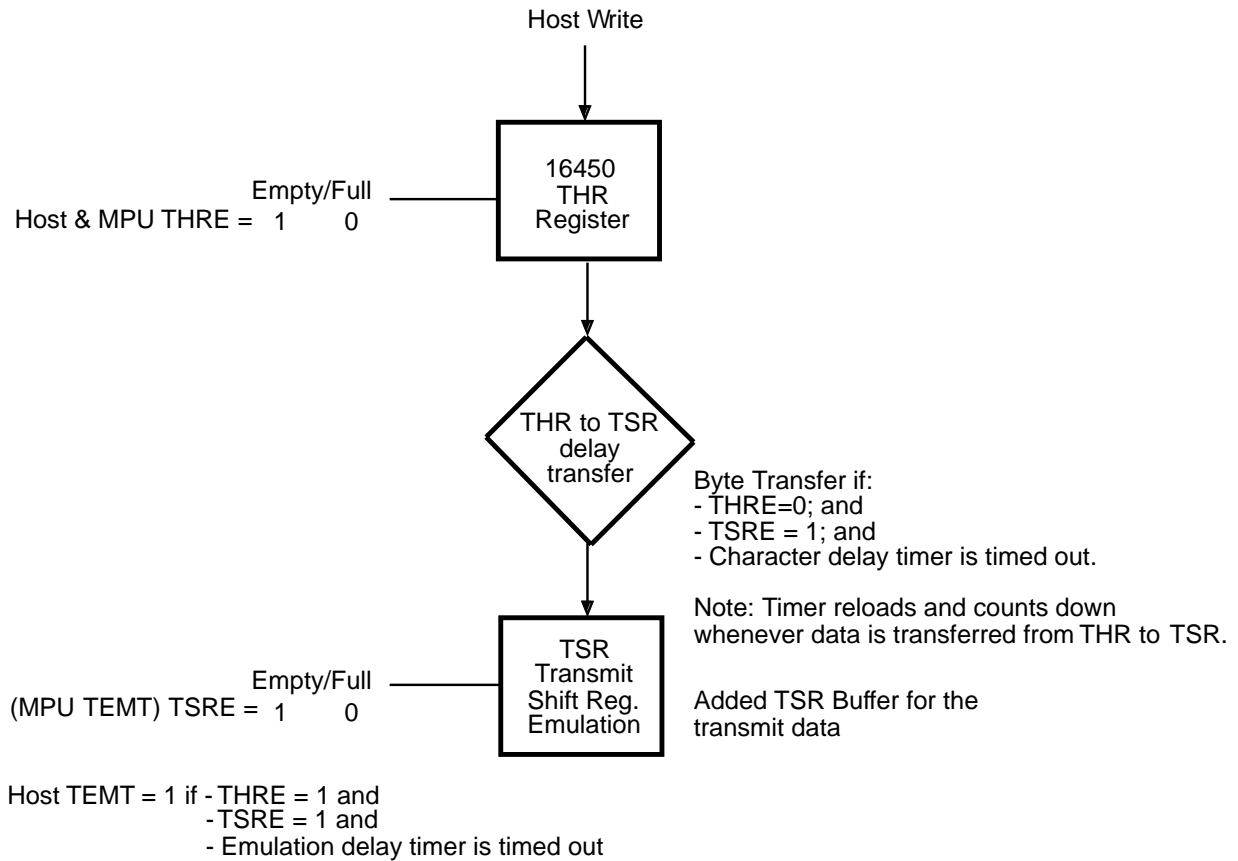 Host Write
16450
THR
Register
Empty/Full
Host & MPU THRE = 1 0
THR to TSR
delay
transfer
Byte Transfer if:
- THRE=0; and
- TSRE = 1; and
- Character delay timer is timed out.
Note: Timer reloads and counts down
whenever data is transferred from THR to TSR.
TSR
Transmit
Shift Reg.
Emulation
Empty/Full
(MPU TEMT) TSRE = 1 0
Added TSR Buffer for the
transmit data
Host TEMT = 1 if - THRE = 1 and
- TSRE = 1 and
- Emulation delay timer is timed out